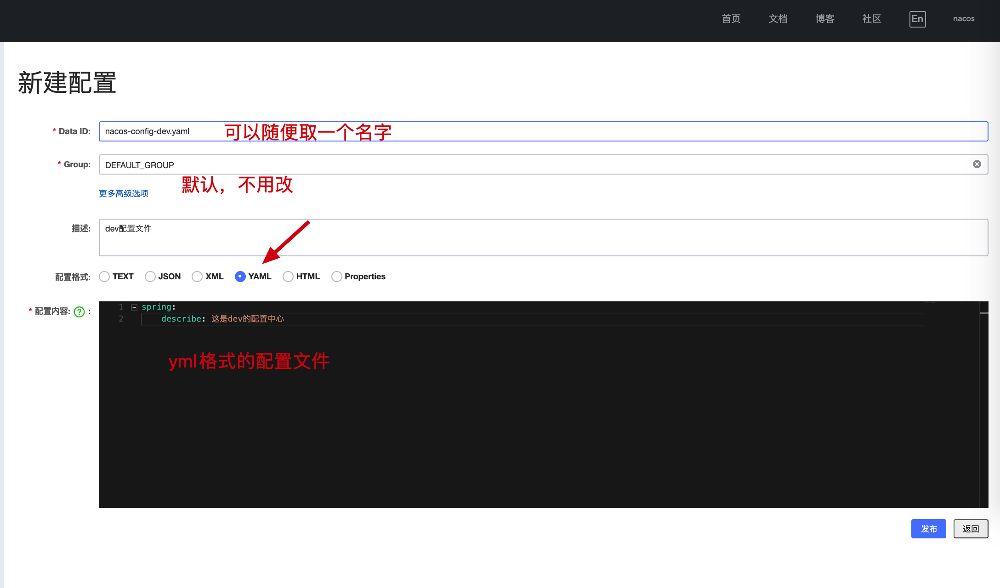 首页 文档 博客 社区 En nacos
新建配置
* Data ID: nacos-config-dev.yaml 可以随便取一个名字
* Group: DEFAULT_GROUP
默认，不用改
更多高级选项
描述: dev配置文件
配置格式: TEXT JSON XML YAML HTML Properties
* 配置内容: ? :
1 spring:
2 describe: 这是dev的配置中心
yml格式的配置文件
发布 返回